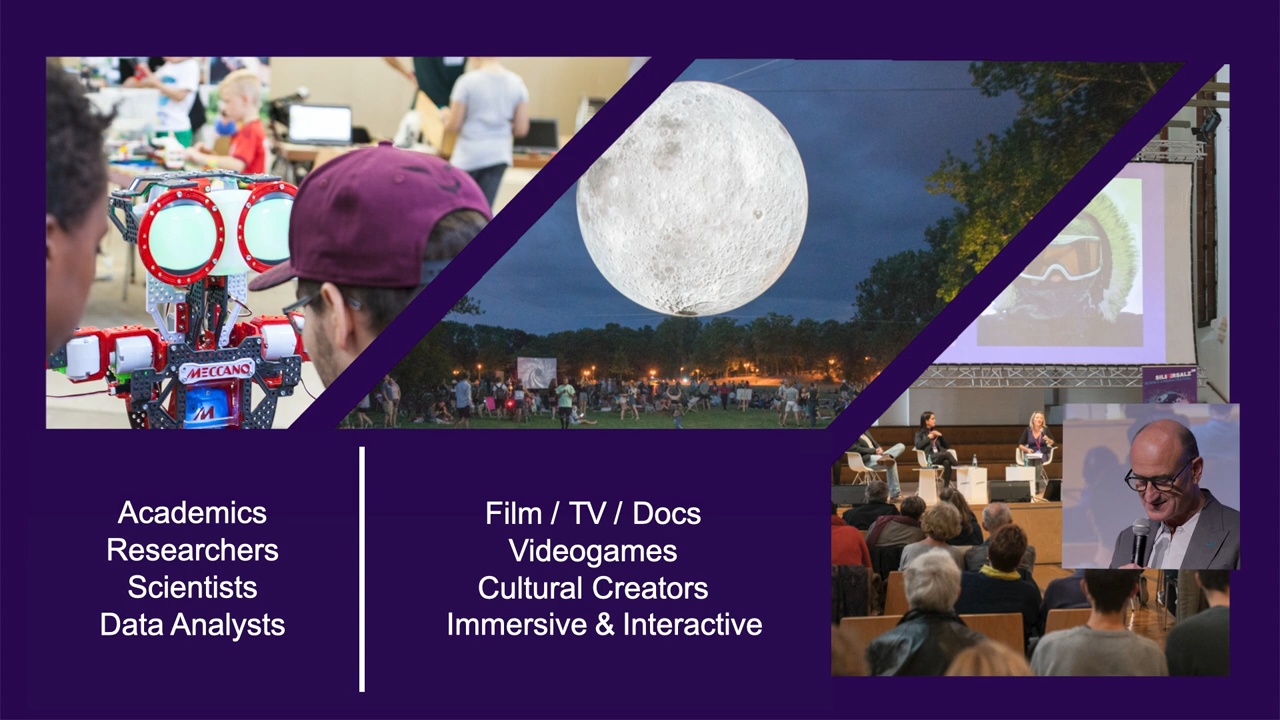 MECCANO
M
Academics
Researchers
Scientists
Data Analysts
Film / TV / Docs
Videogames
Cultural Creators
Immersive & Interactive